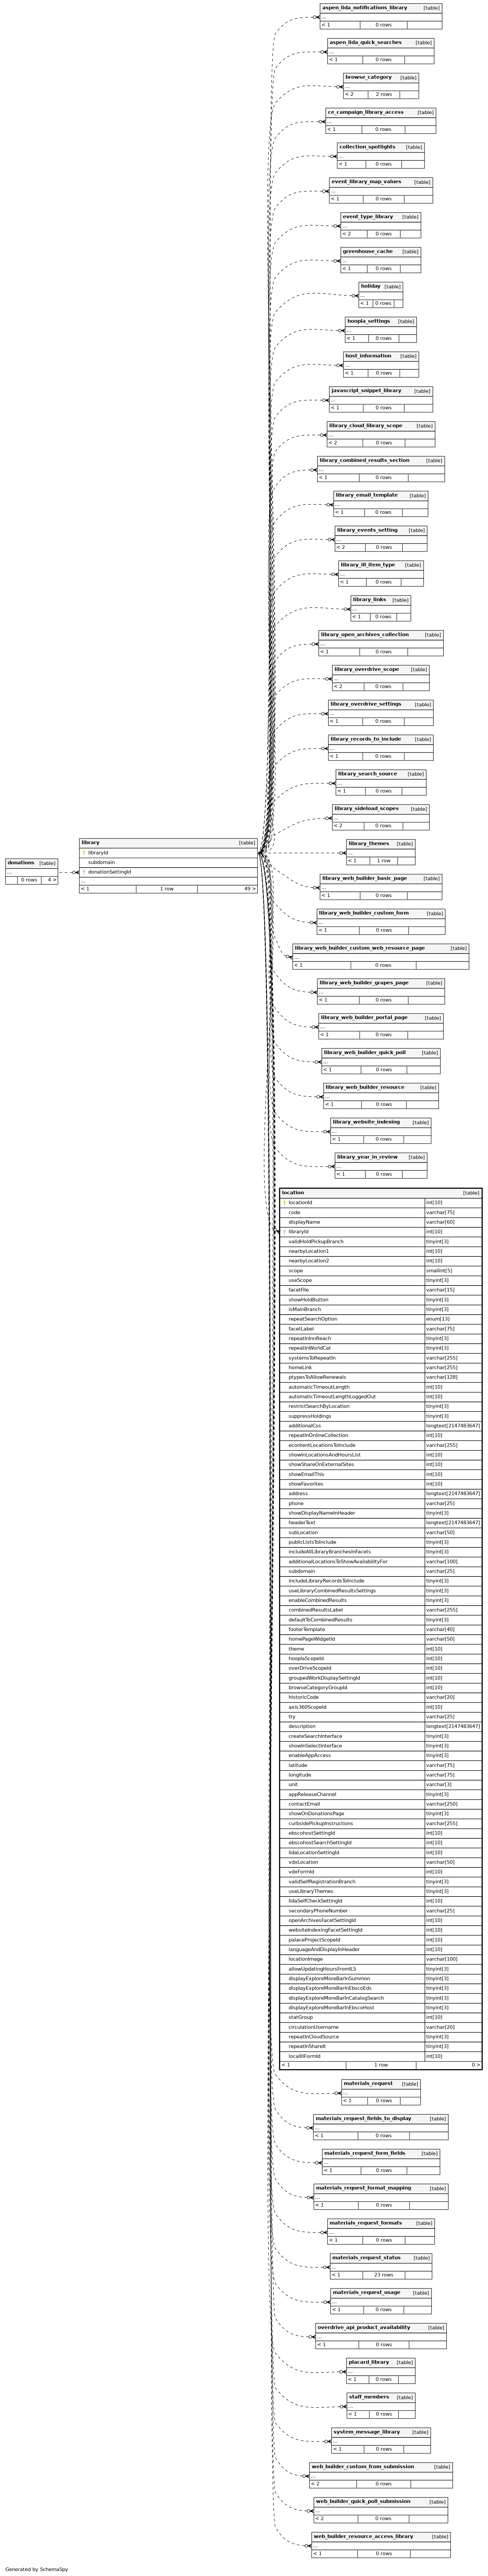 aspen_lida_notifications_library [table]
...
< 1 0 rows
aspen_lida_quick_searches [table]
...
< 1 0 rows
browse_category [table]
...
< 2 2 rows
ce_campaign_library_access [table]
...
< 1 0 rows
collection_spotlights [table]
...
< 1 0 rows
event_library_map_values [table]
...
< 1 0 rows
event_type_library [table]
...
< 2 0 rows
greenhouse_cache [table]
...
< 1 0 rows
holiday [table]
...
< 1 0 rows
hoopla_settings [table]
...
< 1 0 rows
host_information [table]
...
< 1 0 rows
javascript_snippet_library [table]
...
< 1 0 rows
library_cloud_library_scope [table]
...
< 2 0 rows
library_combined_results_section [table]
...
< 1 0 rows
library_email_template [table]
...
< 1 0 rows
library_events_setting [table]
...
< 2 0 rows
library_ill_item_type [table]
...
< 1 0 rows
library_links [table]
...
< 1 0 rows
library_open_archives_collection [table]
...
< 1 0 rows
library_overdrive_scope [table]
...
< 2 0 rows
library_overdrive_settings [table]
...
< 1 0 rows
library_records_to_include [table]
...
< 1 0 rows
library_search_source [table]
...
< 1 0 rows
library_sideload_scopes [table]
...
< 2 0 rows
library_themes [table]
...
< 1 1 row
donations [table]
...
0 rows 4 >
library [table]
libraryId
subdomain
donationSettingId
...
< 1 1 row 49 >
library_web_builder_basic_page [table]
...
< 1 0 rows
library_web_builder_custom_form [table]
...
< 1 0 rows
library_web_builder_custom_web_resource_page [table]
...
< 1 0 rows
library_web_builder_grapes_page [table]
...
< 1 0 rows
library_web_builder_portal_page [table]
...
< 1 0 rows
library_web_builder_quick_poll [table]
...
< 1 0 rows
library_web_builder_resource [table]
...
< 1 0 rows
library_website_indexing [table]
...
< 1 0 rows
library_year_in_review [table]
...
< 1 0 rows
location [table]
locationId int[10]
code varchar[75]
displayName varchar[60]
libraryId int[10]
validHoldPickupBranch tinyint[3]
nearbyLocation1 int[10]
nearbyLocation2 int[10]
scope smallint[5]
useScope tinyint[3]
facetFile varchar[15]
showHoldButton tinyint[3]
isMainBranch tinyint[3]
repeatSearchOption enum[13]
facetLabel varchar[75]
repeatInInnReach tinyint[3]
repeatInWorldCat tinyint[3]
systemsToRepeatIn varchar[255]
homeLink varchar[255]
ptypesToAllowRenewals varchar[128]
automaticTimeoutLength int[10]
automaticTimeoutLengthLoggedOut int[10]
restrictSearchByLocation tinyint[3]
suppressHoldings tinyint[3]
additionalCss longtext[2147483647]
repeatInOnlineCollection int[10]
econtentLocationsToInclude varchar[255]
showInLocationsAndHoursList int[10]
showShareOnExternalSites int[10]
showEmailThis int[10]
showFavorites int[10]
address longtext[2147483647]
phone varchar[25]
showDisplayNameInHeader tinyint[3]
headerText longtext[2147483647]
subLocation varchar[50]
publicListsToInclude tinyint[3]
includeAllLibraryBranchesInFacets tinyint[3]
additionalLocationsToShowAvailabilityFor varchar[100]
subdomain varchar[25]
includeLibraryRecordsToInclude tinyint[3]
useLibraryCombinedResultsSettings tinyint[3]
enableCombinedResults tinyint[3]
combinedResultsLabel varchar[255]
defaultToCombinedResults tinyint[3]
footerTemplate varchar[40]
homePageWidgetId varchar[50]
theme int[10]
hooplaScopeId int[10]
overDriveScopeId int[10]
groupedWorkDisplaySettingId int[10]
browseCategoryGroupId int[10]
historicCode varchar[20]
axis360ScopeId int[10]
tty varchar[25]
description longtext[2147483647]
createSearchInterface tinyint[3]
showInSelectInterface tinyint[3]
enableAppAccess tinyint[3]
latitude varchar[75]
longitude varchar[75]
unit varchar[3]
appReleaseChannel tinyint[3]
contactEmail varchar[250]
showOnDonationsPage tinyint[3]
curbsidePickupInstructions varchar[255]
ebscohostSettingId int[10]
ebscohostSearchSettingId int[10]
lidaLocationSettingId int[10]
vdxLocation varchar[50]
vdxFormId int[10]
validSelfRegistrationBranch tinyint[3]
useLibraryThemes tinyint[3]
lidaSelfCheckSettingId int[10]
secondaryPhoneNumber varchar[25]
openArchivesFacetSettingId int[10]
websiteIndexingFacetSettingId int[10]
palaceProjectScopeId int[10]
languageAndDisplayInHeader int[10]
locationImage varchar[100]
allowUpdatingHoursFromILS tinyint[3]
displayExploreMoreBarInSummon tinyint[3]
displayExploreMoreBarInEbscoEds tinyint[3]
displayExploreMoreBarInCatalogSearch tinyint[3]
displayExploreMoreBarInEbscoHost tinyint[3]
statGroup int[10]
circulationUsername varchar[20]
repeatInCloudSource tinyint[3]
repeatInShareIt tinyint[3]
localIllFormId int[10]
< 1 1 row 0 >
materials_request [table]
...
< 1 0 rows
materials_request_fields_to_display [table]
...
< 1 0 rows
materials_request_form_fields [table]
...
< 1 0 rows
materials_request_format_mapping [table]
...
< 1 0 rows
materials_request_formats [table]
...
< 1 0 rows
materials_request_status [table]
...
< 1 23 rows
materials_request_usage [table]
...
< 1 0 rows
overdrive_api_product_availability [table]
...
< 1 0 rows
placard_library [table]
...
< 1 0 rows
staff_members [table]
...
< 1 0 rows
system_message_library [table]
...
< 1 0 rows
web_builder_custom_from_submission [table]
...
< 2 0 rows
web_builder_quick_poll_submission [table]
...
< 2 0 rows
web_builder_resource_access_library [table]
...
< 1 0 rows
Generated by SchemaSpy